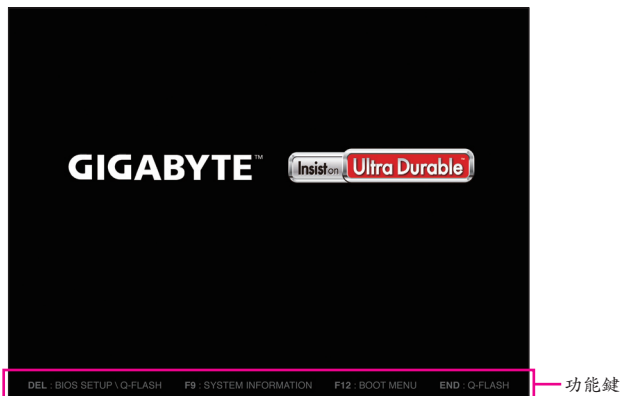 GIGABYTE™
Insist on Ultra Durable™
DEL : BIOS SETUP \ Q-FLASH F9 : SYSTEM INFORMATION F12 : BOOT MENU END : Q-FLASH
功能鍵